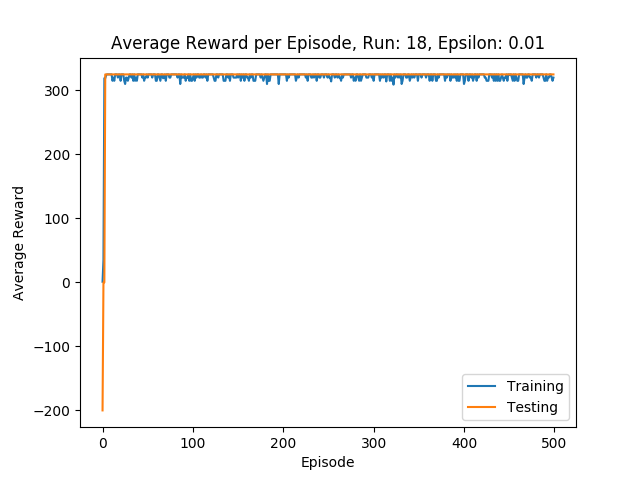 Average Reward per Episode, Run: 18, Epsilon: 0.01
Average Reward
300
200
100
0
−100
−200
0 100 200 300 400 500
Episode
Training
Testing